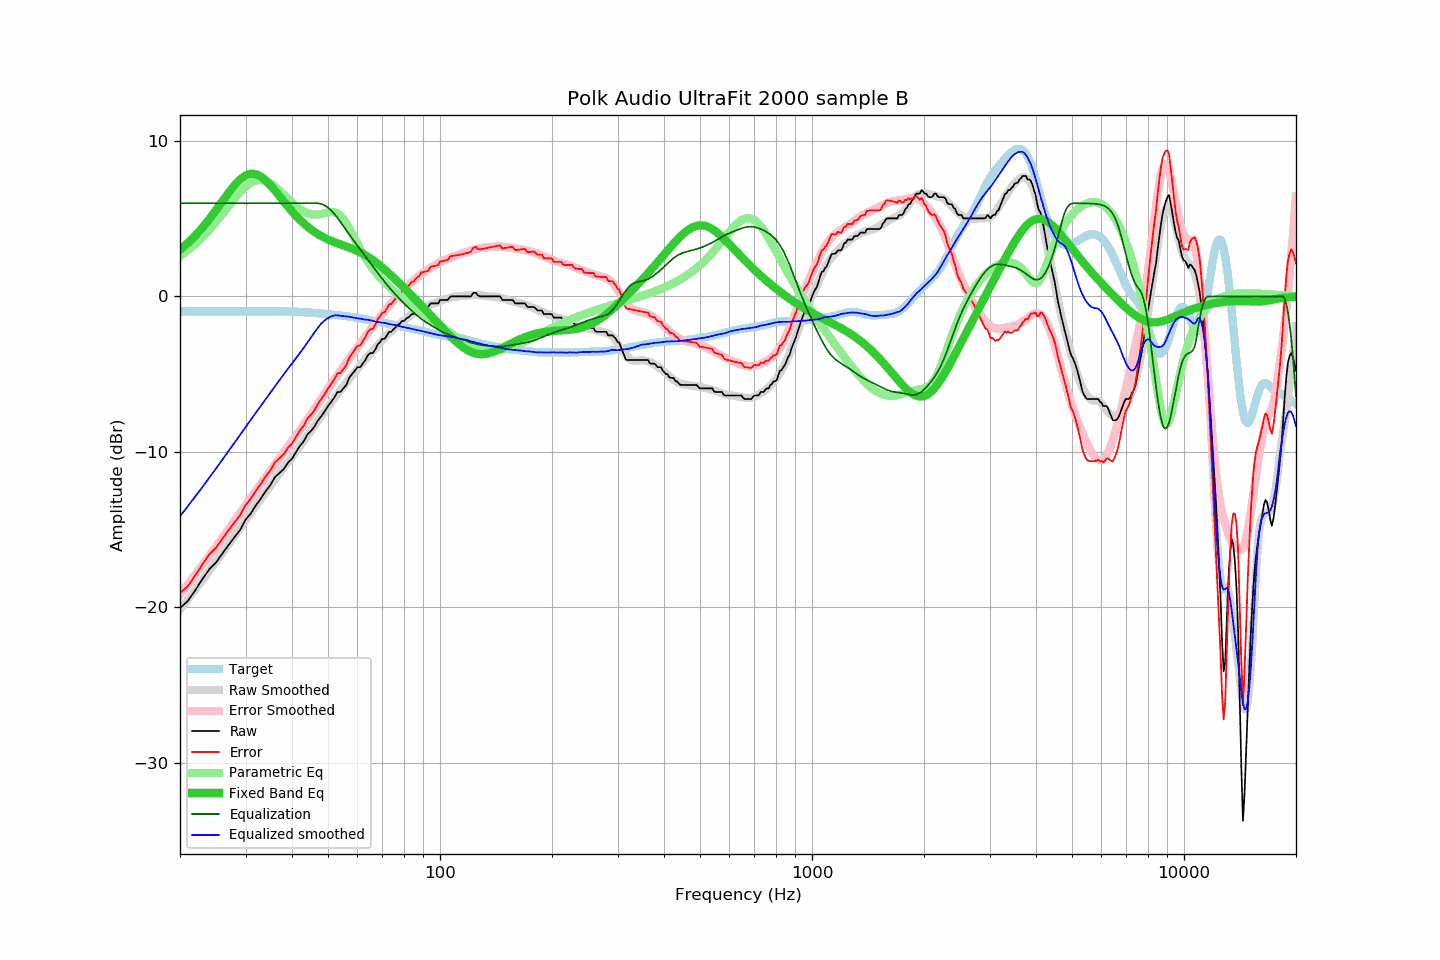 Polk Audio UltraFit 2000 sample B
10
0
−10
−20
−30
Amplitude (dBr)
Target
Raw Smoothed
Error Smoothed
Raw
Error
Parametric Eq
Fixed Band Eq
Equalization
Equalized smoothed
100
1000
10000
Frequency (Hz)